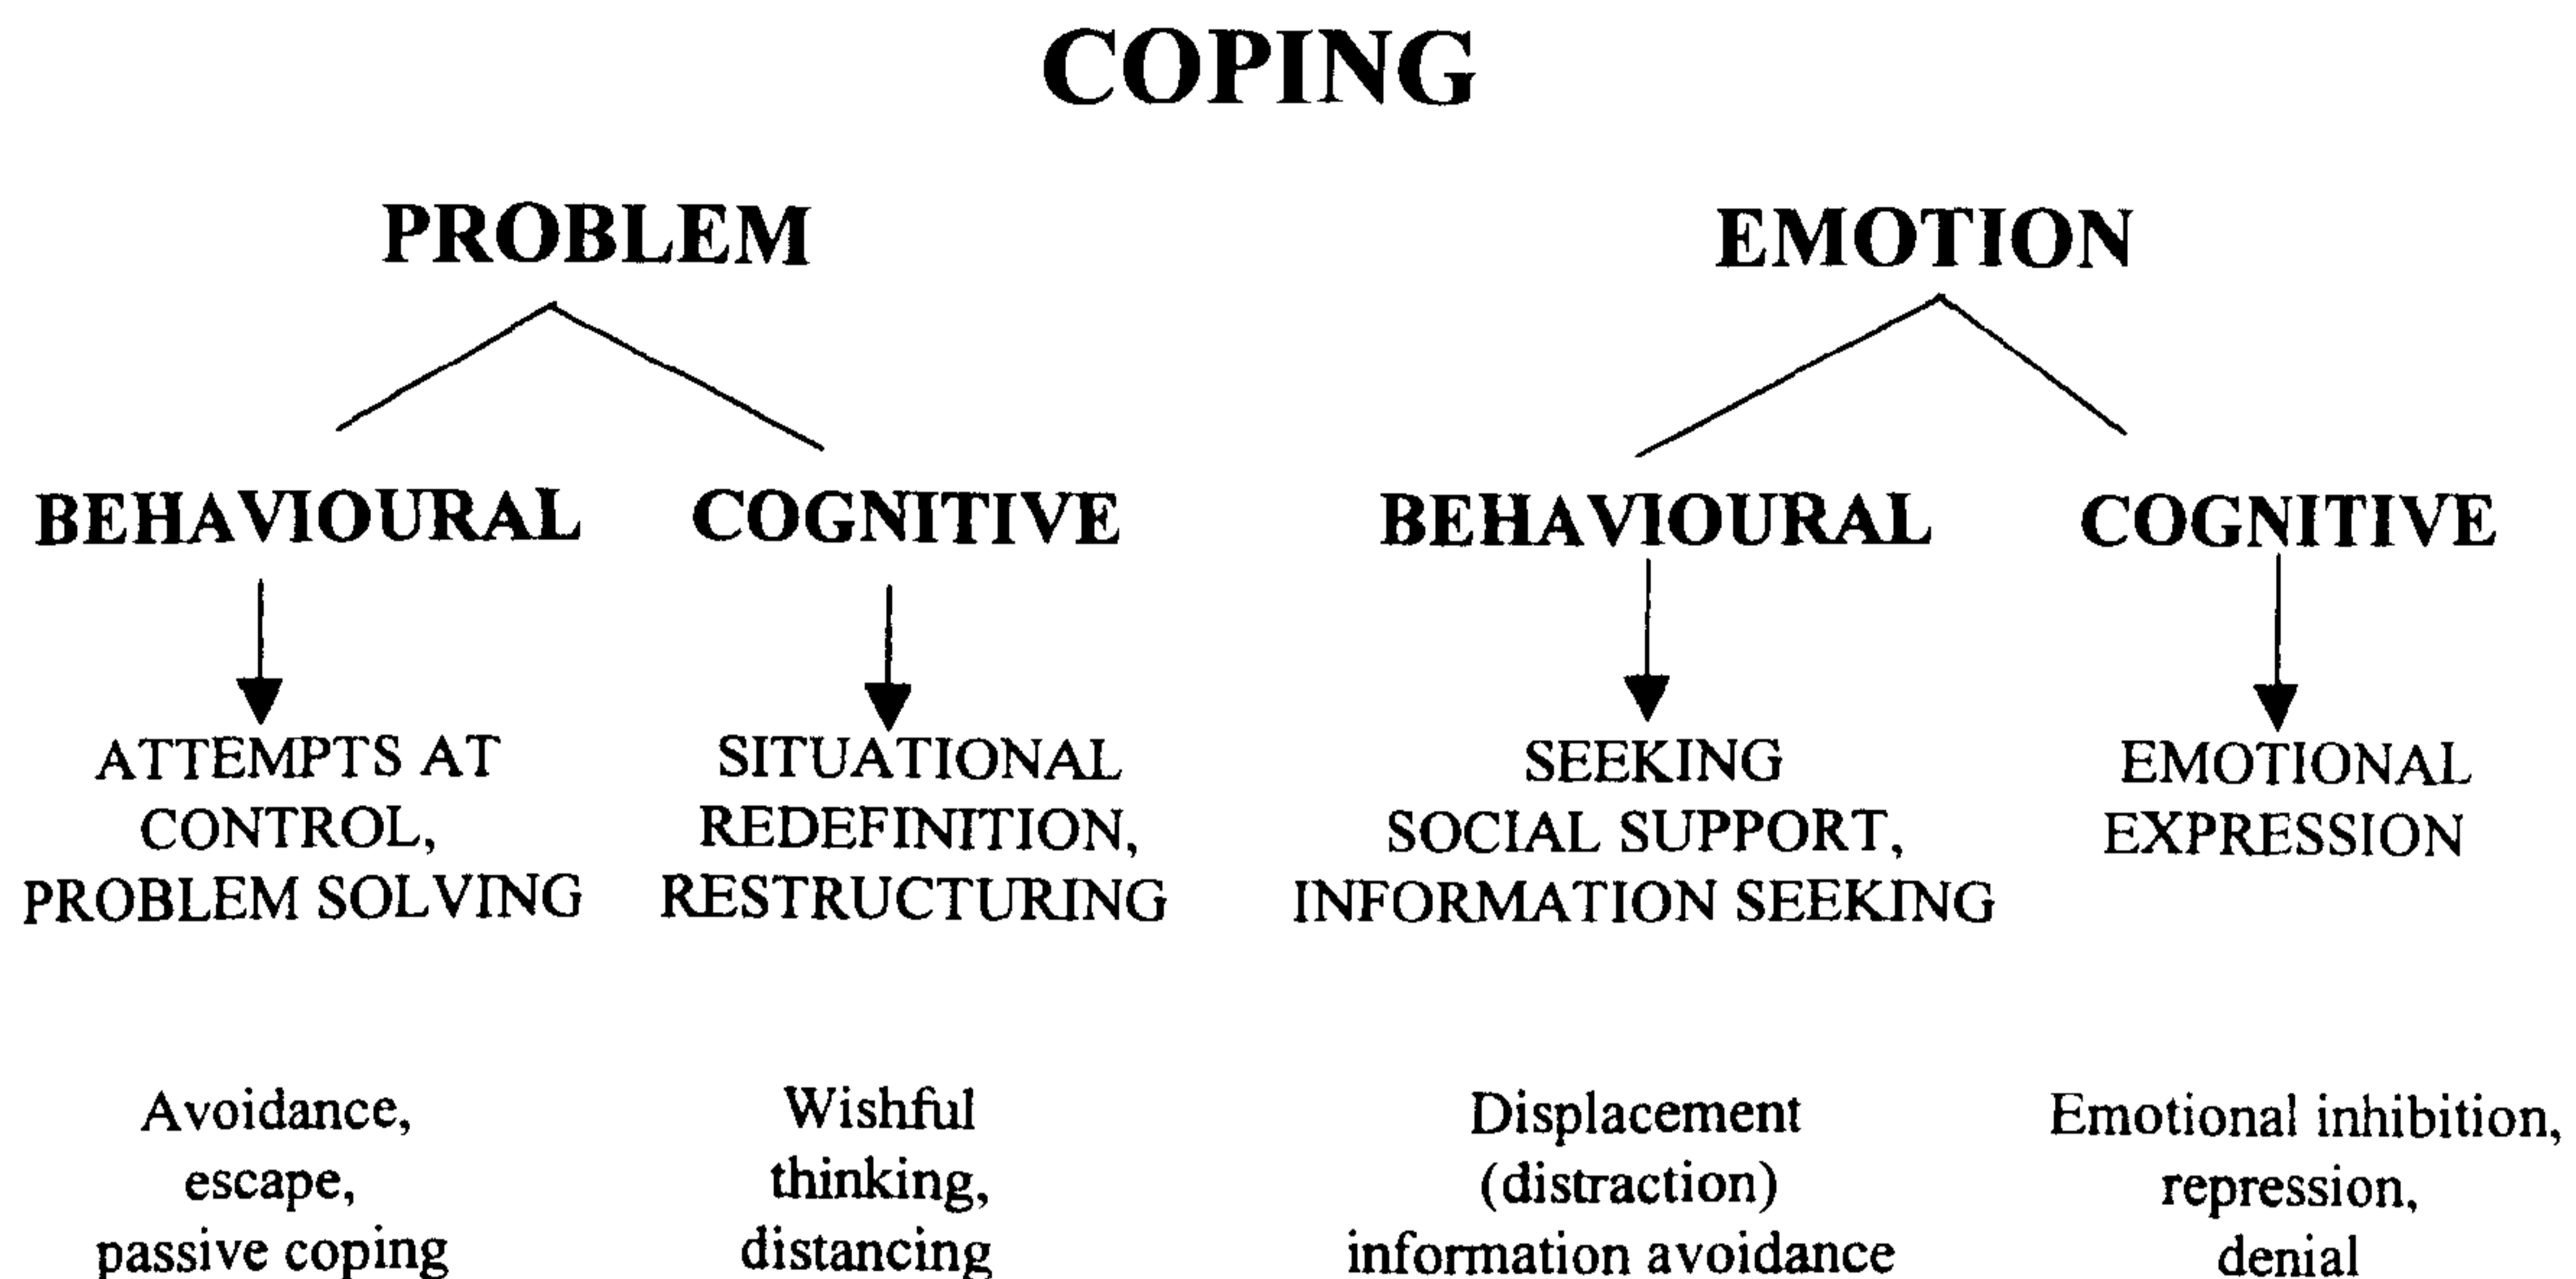 COPING
PROBLEM
EMOTION
BEHAVIOURAL
COGNITIVE
BEHAVIOURAL
COGNITIVE
ATTEMPTS AT
CONTROL,
PROBLEM SOLVING
SITUATIONAL
REDEFINITION,
RESTRUCTURING
SEEKING
SOCIAL SUPPORT,
INFORMATION SEEKING
EMOTIONAL
EXPRESSION
Avoidance,
escape,
passive coping
Wishful
thinking,
distancing
Displacement
(distraction)
information avoidance
Emotional inhibition,
repression,
denial